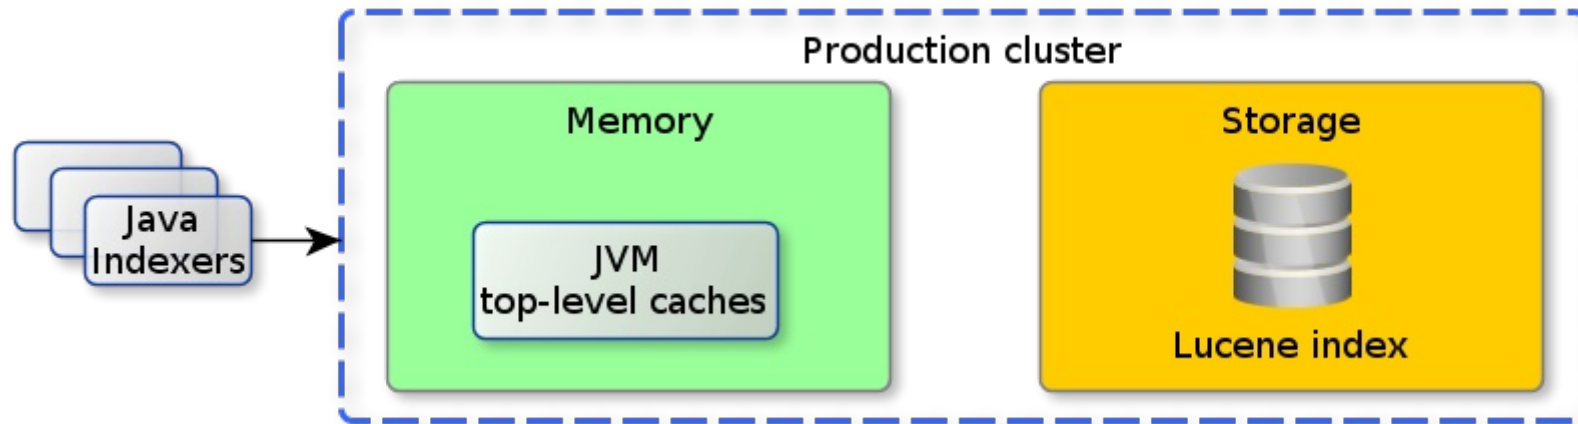 Production cluster
Memory
Storage
Java
Indexers
JVM
top-level caches
Lucene index